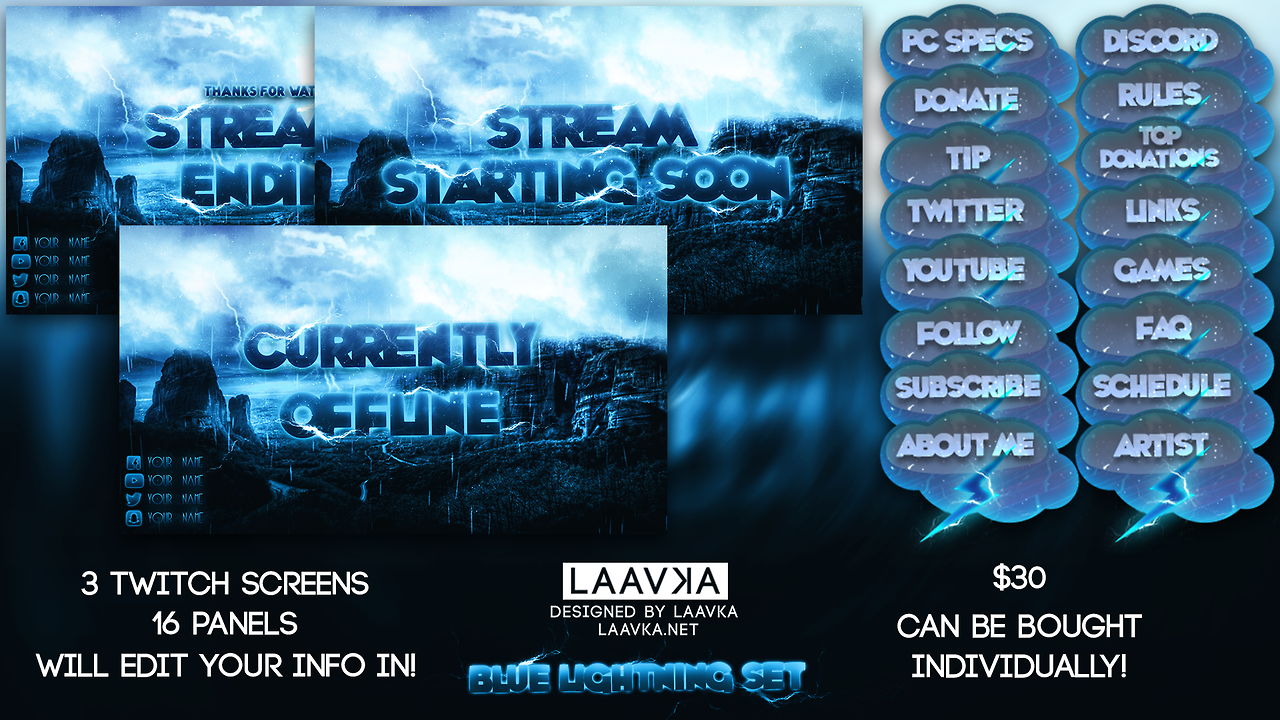 THANKS FOR WAT
STREA
ENDI
YOUR NAME
YOUR NAME
YOUR NAME
YOUR NAME
STREAM
STARTING SOON
CURRENTLY
OFFLINE
YOUR NAME
YOUR NAME
YOUR NAME
YOUR NAME
PC SPECS
DONATE
TIP
TWITTER
YOUTUBE
FOLLOW
SUBSCRIBE
ABOUT ME
DISCORD
RULES
TOP
DONATIONS
LINKS
GAMES
FAQ
SCHEDULE
ARTIST
3 TWITCH SCREENS
16 PANELS
WILL EDIT YOUR INFO IN!
LAAVKA
DESIGNED BY LAAVKA
LAAVKA.NET
BLUE LIGHTNING SET
$30
CAN BE BOUGHT
INDIVIDUALLY!